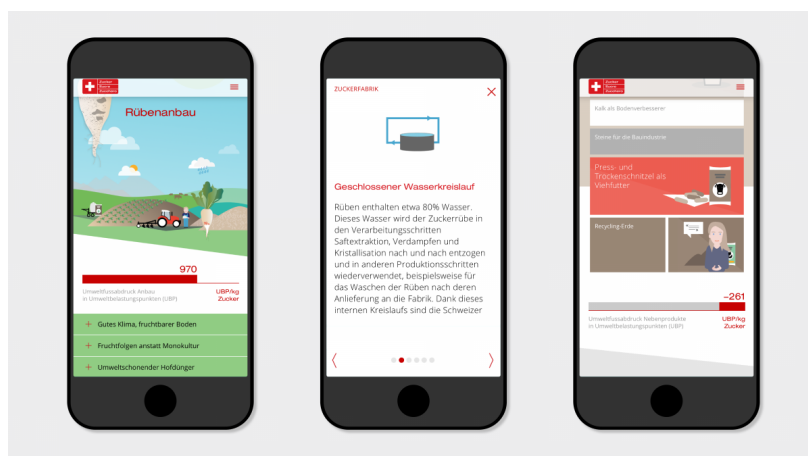 Rübenanbau
970
Umweltfussabdruck Anbau
in Umweltbelastungspunkten (UBP)
UBP/kg
Zucker
+ Gutes Klima, fruchtbarer Boden
+ Fruchtfolgen anstatt Monokultur
+ Umweltschonender Hofdünger
ZUCKERFABRIK
Geschlossener Wasserkreislauf
Rüben enthalten etwa 80% Wasser.
Dieses Wasser wird der Zuckerrübe in
den Verarbeitungsschritten
Saftextraktion, Verdampfen und
Kristallisation nach und nach entzogen
und in anderen Produktionsschritten
wiederverwendet, beispielsweise für
das Waschen der Rüben nach deren
Anlieferung an die Fabrik. Dank dieses
internen Kreislaufs sind die Schweizer
Kalk als Bodenverbesserer
Steine für die Bauindustrie
Press- und
Trockenschnitzel als
Viehfutter
Recycling-Erde
-261
Umweltfussabdruck Nebenprodukte
in Umweltbelastungspunkten (UBP)
UBP/kg
Zucker